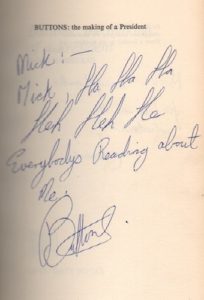 BUTTONS: the making of a President
Mick! —
Mick, Ha Ha Ha
Heh Heh He
Everybodys Reading about
Me.
Buttons.